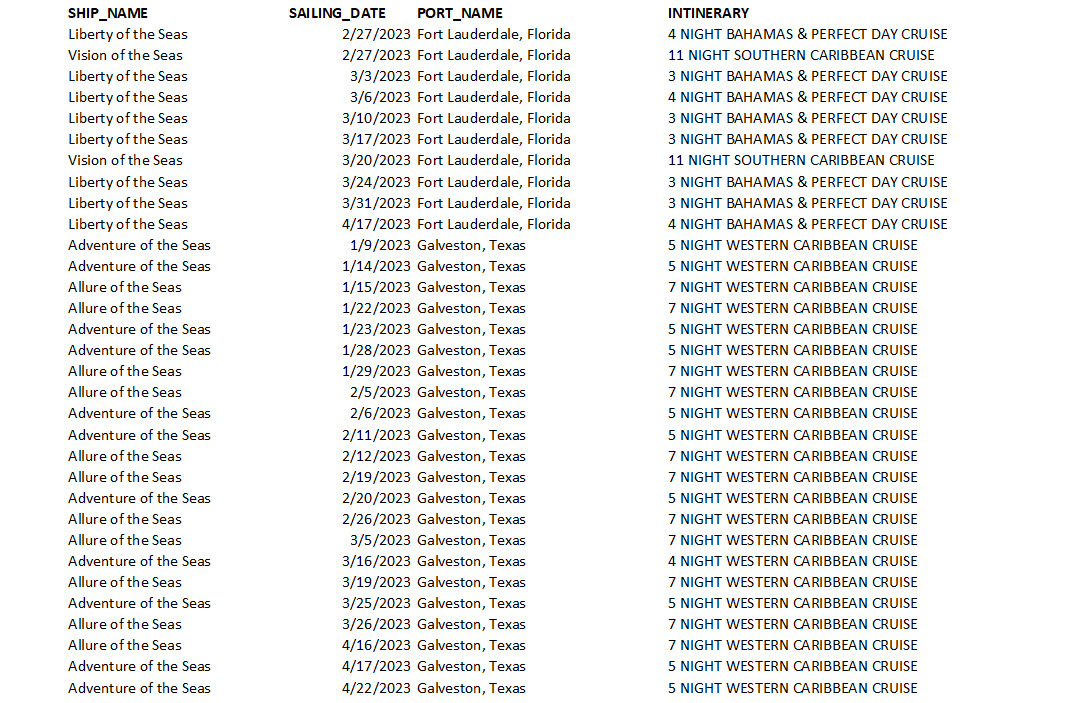 SHIP_NAME SAILING_DATE PORT_NAME INTINERARY
Liberty of the Seas 2/27/2023 Fort Lauderdale, Florida 4 NIGHT BAHAMAS & PERFECT DAY CRUISE
Vision of the Seas 2/27/2023 Fort Lauderdale, Florida 11 NIGHT SOUTHERN CARIBBEAN CRUISE
Liberty of the Seas 3/3/2023 Fort Lauderdale, Florida 3 NIGHT BAHAMAS & PERFECT DAY CRUISE
Liberty of the Seas 3/6/2023 Fort Lauderdale, Florida 4 NIGHT BAHAMAS & PERFECT DAY CRUISE
Liberty of the Seas 3/10/2023 Fort Lauderdale, Florida 3 NIGHT BAHAMAS & PERFECT DAY CRUISE
Liberty of the Seas 3/17/2023 Fort Lauderdale, Florida 3 NIGHT BAHAMAS & PERFECT DAY CRUISE
Vision of the Seas 3/20/2023 Fort Lauderdale, Florida 11 NIGHT SOUTHERN CARIBBEAN CRUISE
Liberty of the Seas 3/24/2023 Fort Lauderdale, Florida 3 NIGHT BAHAMAS & PERFECT DAY CRUISE
Liberty of the Seas 3/31/2023 Fort Lauderdale, Florida 3 NIGHT BAHAMAS & PERFECT DAY CRUISE
Liberty of the Seas 4/17/2023 Fort Lauderdale, Florida 4 NIGHT BAHAMAS & PERFECT DAY CRUISE
Adventure of the Seas 1/9/2023 Galveston, Texas 5 NIGHT WESTERN CARIBBEAN CRUISE
Adventure of the Seas 1/14/2023 Galveston, Texas 5 NIGHT WESTERN CARIBBEAN CRUISE
Allure of the Seas 1/15/2023 Galveston, Texas 7 NIGHT WESTERN CARIBBEAN CRUISE
Allure of the Seas 1/22/2023 Galveston, Texas 7 NIGHT WESTERN CARIBBEAN CRUISE
Adventure of the Seas 1/23/2023 Galveston, Texas 5 NIGHT WESTERN CARIBBEAN CRUISE
Adventure of the Seas 1/28/2023 Galveston, Texas 5 NIGHT WESTERN CARIBBEAN CRUISE
Allure of the Seas 1/29/2023 Galveston, Texas 7 NIGHT WESTERN CARIBBEAN CRUISE
Allure of the Seas 2/5/2023 Galveston, Texas 7 NIGHT WESTERN CARIBBEAN CRUISE
Adventure of the Seas 2/6/2023 Galveston, Texas 5 NIGHT WESTERN CARIBBEAN CRUISE
Adventure of the Seas 2/11/2023 Galveston, Texas 5 NIGHT WESTERN CARIBBEAN CRUISE
Allure of the Seas 2/12/2023 Galveston, Texas 7 NIGHT WESTERN CARIBBEAN CRUISE
Allure of the Seas 2/19/2023 Galveston, Texas 7 NIGHT WESTERN CARIBBEAN CRUISE
Adventure of the Seas 2/20/2023 Galveston, Texas 5 NIGHT WESTERN CARIBBEAN CRUISE
Allure of the Seas 2/26/2023 Galveston, Texas 7 NIGHT WESTERN CARIBBEAN CRUISE
Allure of the Seas 3/5/2023 Galveston, Texas 7 NIGHT WESTERN CARIBBEAN CRUISE
Adventure of the Seas 3/16/2023 Galveston, Texas 4 NIGHT WESTERN CARIBBEAN CRUISE
Allure of the Seas 3/19/2023 Galveston, Texas 7 NIGHT WESTERN CARIBBEAN CRUISE
Adventure of the Seas 3/25/2023 Galveston, Texas 5 NIGHT WESTERN CARIBBEAN CRUISE
Allure of the Seas 3/26/2023 Galveston, Texas 7 NIGHT WESTERN CARIBBEAN CRUISE
Allure of the Seas 4/16/2023 Galveston, Texas 7 NIGHT WESTERN CARIBBEAN CRUISE
Adventure of the Seas 4/17/2023 Galveston, Texas 5 NIGHT WESTERN CARIBBEAN CRUISE
Adventure of the Seas 4/22/2023 Galveston, Texas 5 NIGHT WESTERN CARIBBEAN CRUISE